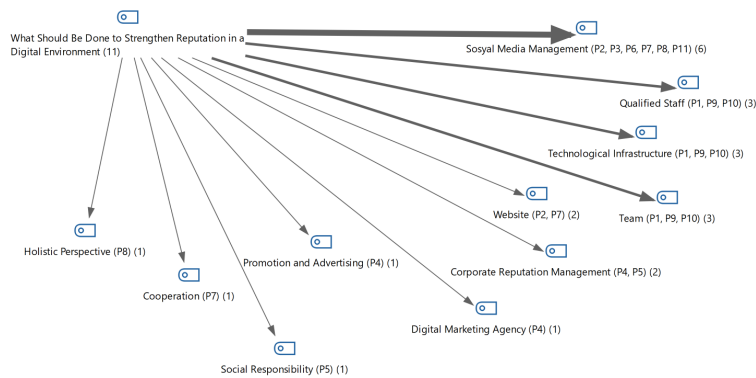 What Should Be Done to Strengthen Reputation in a
Digital Environment (11)
Sosyal Media Management (P2, P3, P6, P7, P8, P11) (6)
Qualified Staff (P1, P9, P10) (3)
Technological Infrastructure (P1, P9, P10) (3)
Website (P2, P7) (2)
Team (P1, P9, P10) (3)
Holistic Perspective (P8) (1)
Promotion and Advertising (P4) (1)
Corporate Reputation Management (P4, P5) (2)
Cooperation (P7) (1)
Digital Marketing Agency (P4) (1)
Social Responsibility (P5) (1)